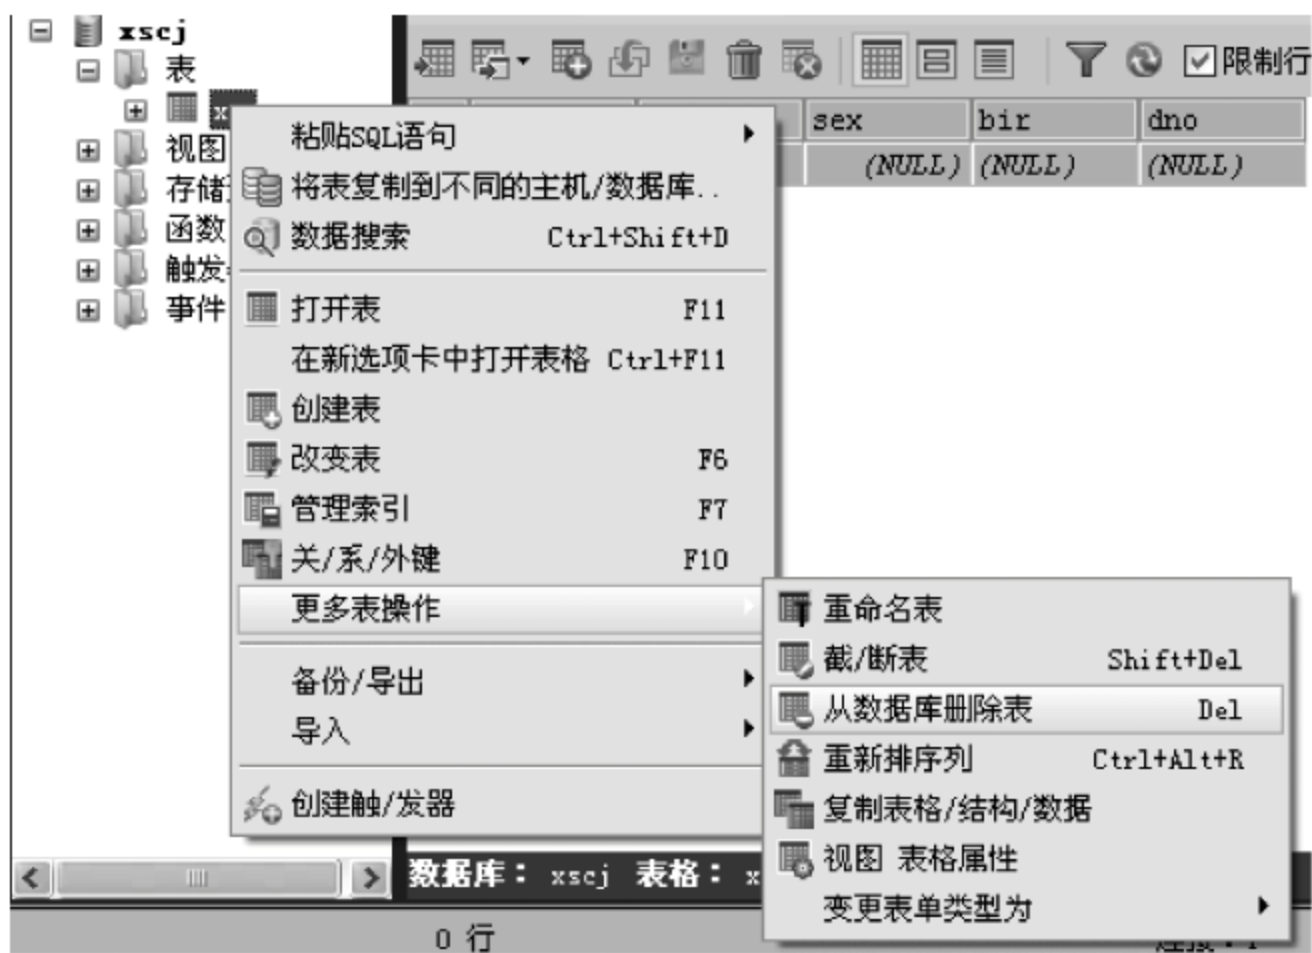 xscj
表
限制行
视图
sex bir dno
(NULL) (NULL) (NULL)
存储
函数
触发
事件
粘贴SQL语句
将表复制到不同的主机/数据库..
数据搜索 Ctrl+Shift+D
打开表 F11
在新选项卡中打开表格 Ctrl+F11
创建表
改变表 F6
管理索引 F7
关/系/外键 F10
更多表操作
备份/导出
导入
创建触/发器
重命名表
截/断表 Shift+Del
从数据库删除表 Del
重新排序列 Ctrl+Alt+R
复制表格/结构/数据
视图 表格属性
变更表单类型为
数据库： xscj 表格： x
0 行